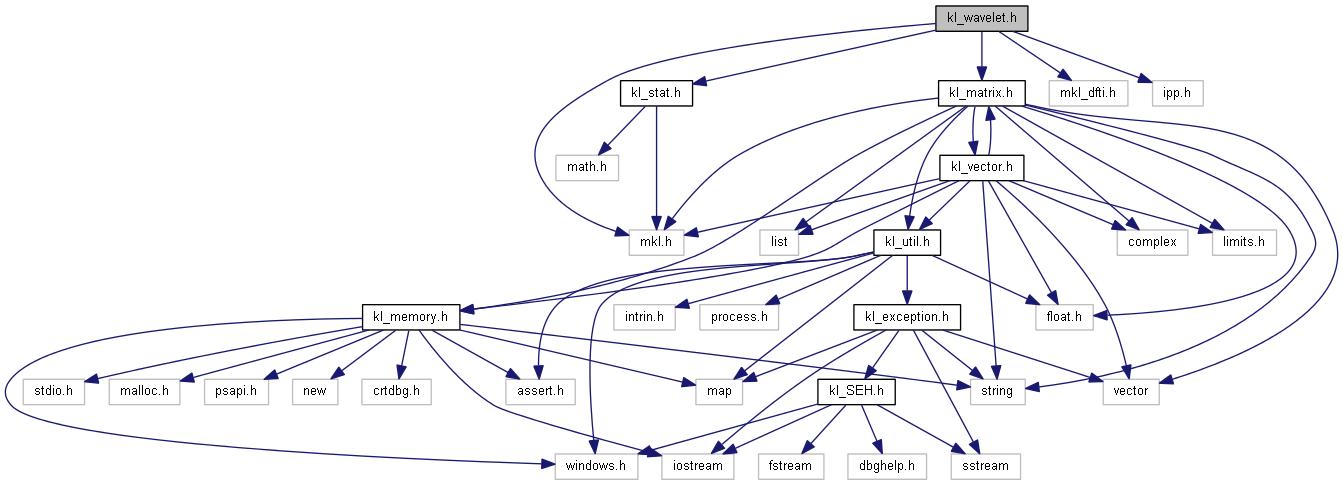 kl_wavelet.h
kl_stat.h
kl_matrix.h
mkl_dfti.h
ipp.h
math.h
kl_vector.h
mkl.h
list
kl_util.h
complex
limits.h
kl_memory.h
intrin.h
process.h
kl_exception.h
float.h
stdio.h
malloc.h
psapi.h
new
crtdbg.h
assert.h
map
kl_SEH.h
string
vector
windows.h
iostream
fstream
dbghelp.h
sstream